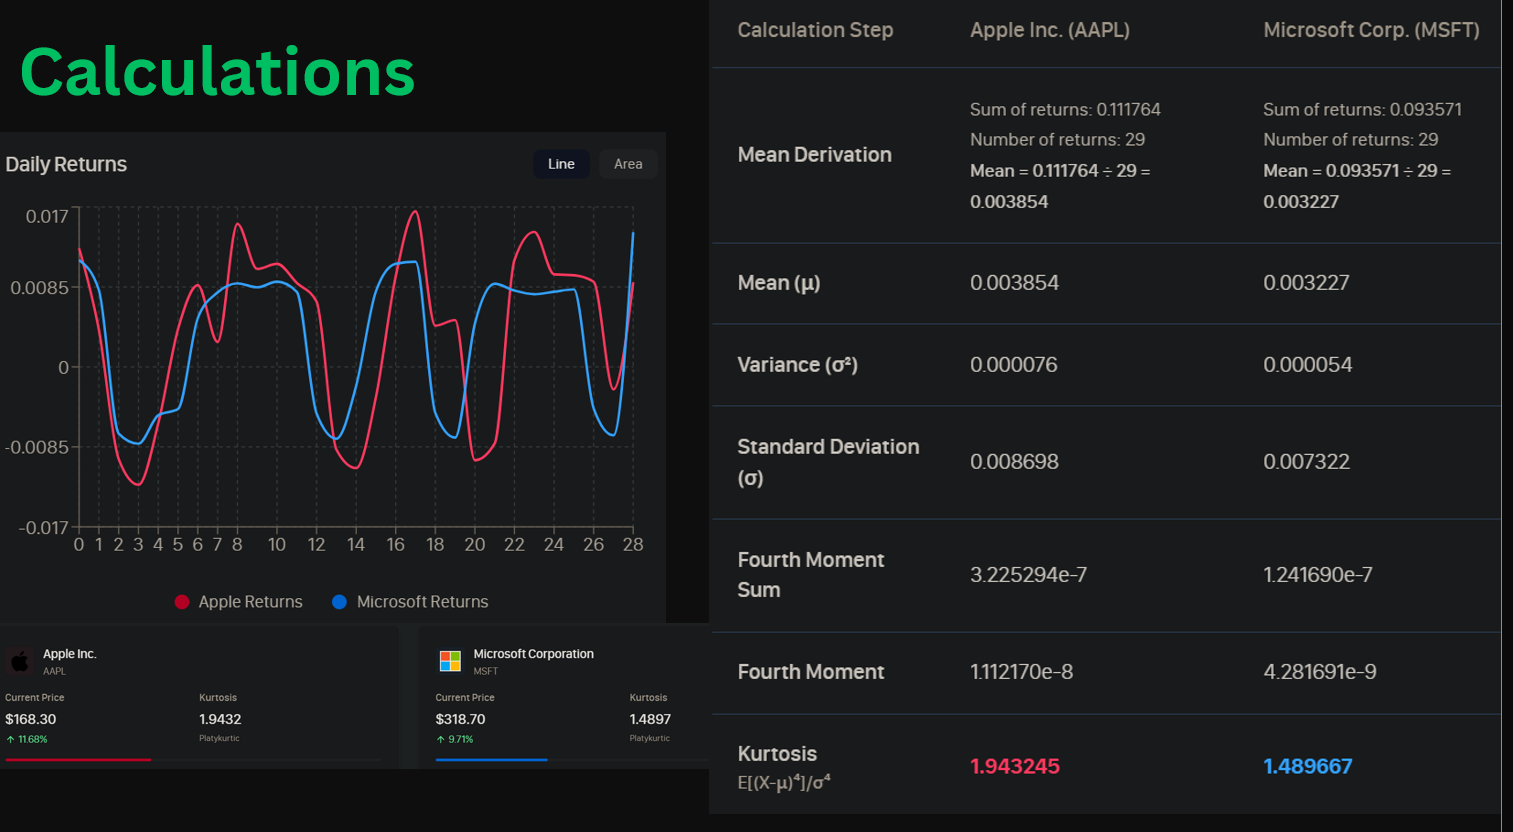 Calculations
Daily Returns
Line
Area
0.017
0.0085
0
-0.0085
-0.017
0 1 2 3 4 5 6 7 8 10 12 14 16 18 20 22 24 26 28
Apple Returns
Microsoft Returns
Apple Inc.
AAPL
Current Price
Kurtosis
$168.30
1.9432
↑ 11.68%
Platykurtic
Microsoft Corporation
MSFT
Current Price
Kurtosis
$318.70
1.4897
↑ 9.71%
Platykurtic
Calculation Step
Apple Inc. (AAPL)
Microsoft Corp. (MSFT)
Mean Derivation
Sum of returns: 0.111764
Number of returns: 29
Mean = 0.111764 ÷ 29 =
0.003854
Sum of returns: 0.093571
Number of returns: 29
Mean = 0.093571 ÷ 29 =
0.003227
Mean (μ)
0.003854
0.003227
Variance (σ²)
0.000076
0.000054
Standard Deviation
(σ)
0.008698
0.007322
Fourth Moment
Sum
3.225294e-7
1.241690e-7
Fourth Moment
1.112170e-8
4.281691e-9
Kurtosis
E[(X-μ)⁴]/σ⁴
1.943245
1.489667